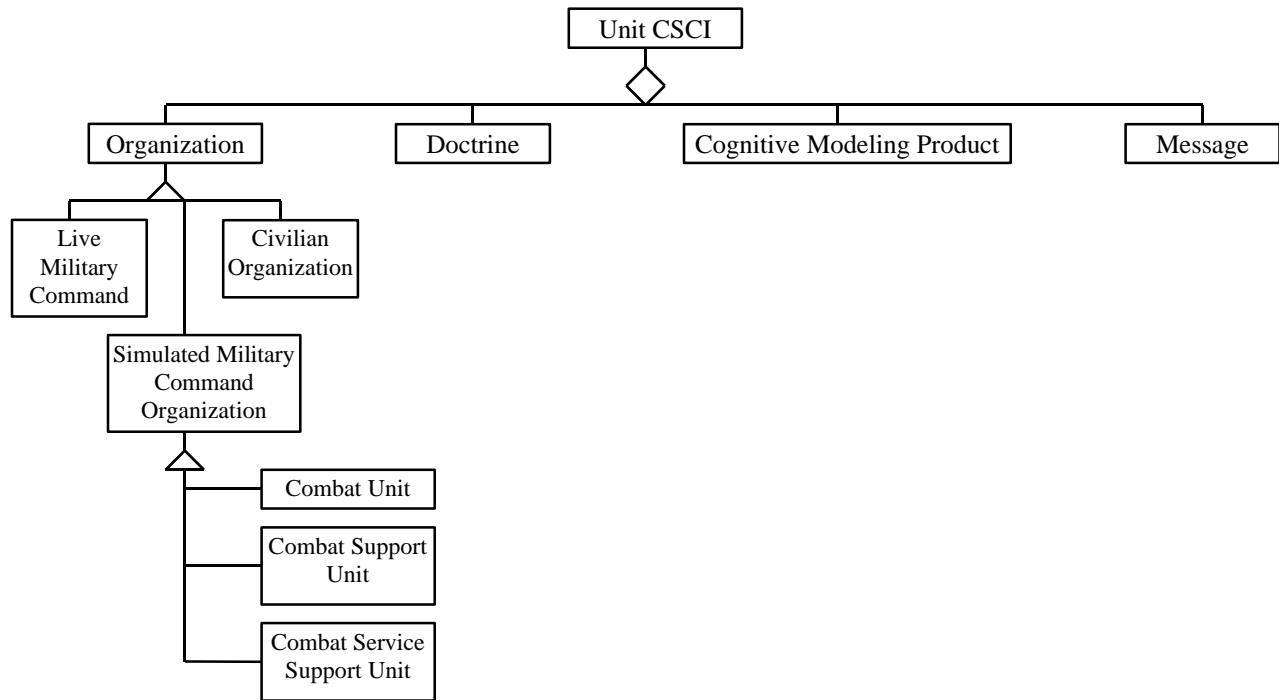 Unit CSCI
Organization
Doctrine
Cognitive Modeling Product
Message
Live
Military
Command
Civilian
Organization
Simulated Military
Command
Organization
Combat Unit
Combat Support
Unit
Combat Service
Support Unit